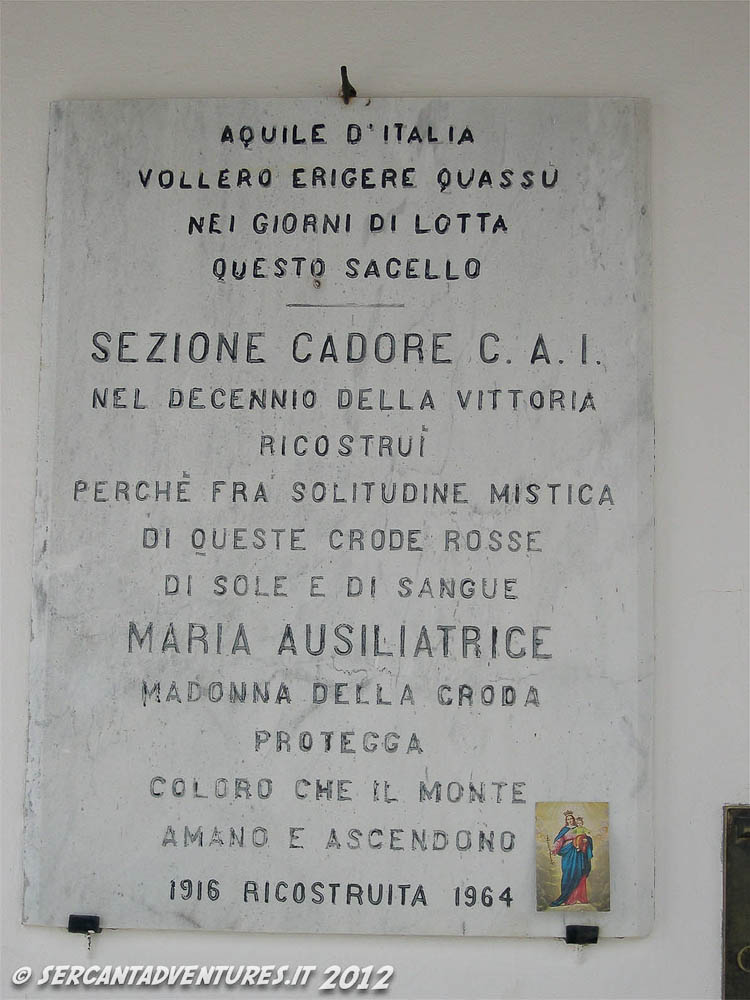 AQUILE D'ITALIA
VOLLERO ERIGERE QUASSU
NEI GIORNI DI LOTTA
QUESTO SACELLO
SEZIONE CADORE C. A. I.
NEL DECENNIO DELLA VITTORIA
RICOSTRUÌ
PERCHÈ FRA SOLITUDINE MISTICA
DI QUESTE CRODE ROSSE
DI SOLE E DI SANGUE
MARIA AUSILIATRICE
MADONNA DELLA CRODA
PROTEGGA
COLORO CHE IL MONTE
AMANO E ASCENDONO
1916 RICOSTRUITA 1964
© SERCANTADVENTURES.IT 2012